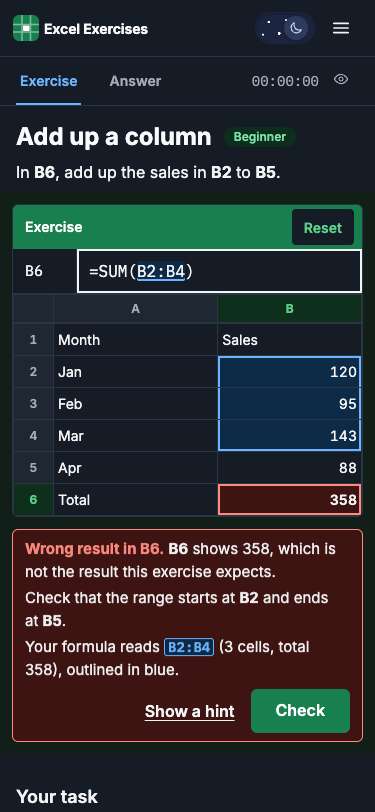 Excel Exercises
Exercise Answer 00:00:00
Add up a column Beginner
In B6, add up the sales in B2 to B5.
Exercise Reset
B6 =SUM(B2:B4)
A B
1 Month Sales
2 Jan 120
3 Feb 95
4 Mar 143
5 Apr 88
6 Total 358
Wrong result in B6. B6 shows 358, which is
not the result this exercise expects.
Check that the range starts at B2 and ends
at B5.
Your formula reads B2:B4 (3 cells, total
358), outlined in blue.
Show a hint Check
Your task